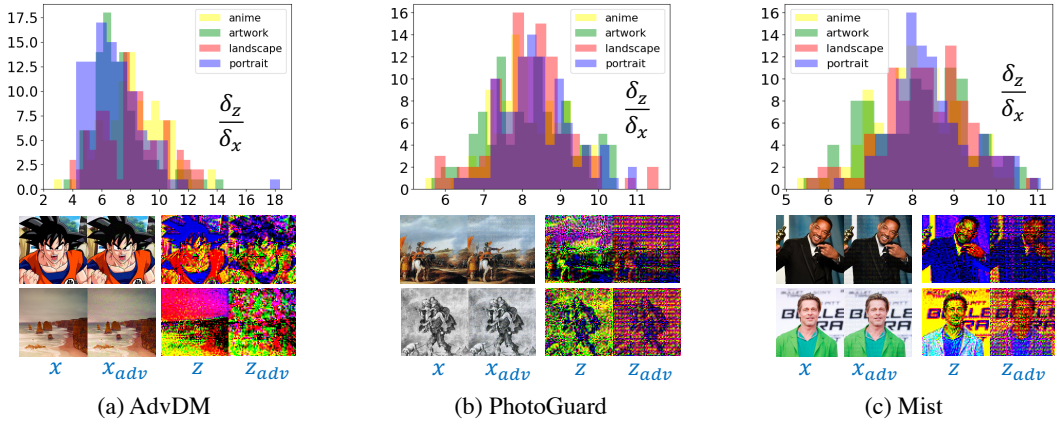 17.5
15.0
12.5
10.0
7.5
5.0
2.5
0.0
2 4 6 8 10 12 14 16 18
anime
artwork
landscape
portrait
δz
δx
x xadv z zadv
(a) AdvDM
16
14
12
10
8
6
4
2
0
6 7 8 9 10 11
anime
artwork
landscape
portrait
δz
δx
x xadv z zadv
(b) PhotoGuard
16
14
12
10
8
6
4
2
0
5 6 7 8 9 10 11
anime
artwork
landscape
portrait
δz
δx
x xadv z zadv
(c) Mist